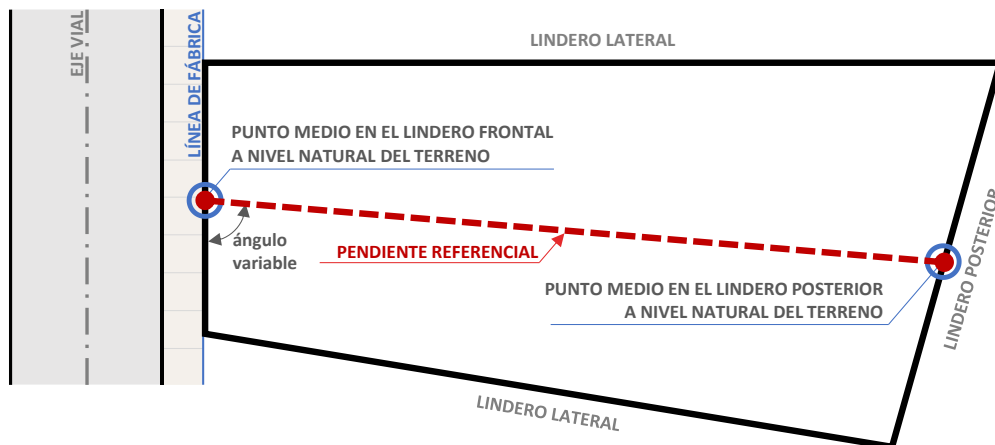 EJE VIAL
LÍNEA DE FÁBRICA
LINDERO LATERAL
PUNTO MEDIO EN EL LINDERO FRONTAL
A NIVEL NATURAL DEL TERRENO
ángulo
variable
PENDIENTE REFERENCIAL
PUNTO MEDIO EN EL LINDERO POSTERIOR
A NIVEL NATURAL DEL TERRENO
LINDERO POSTERIOR
LINDERO LATERAL